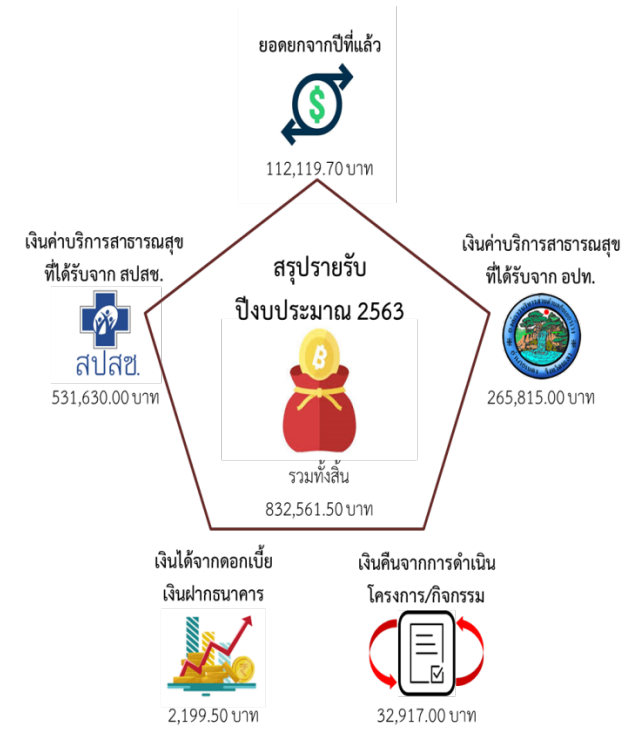 ยอดยกจากปีที่แล้ว
112,119.70 บาท
เงินค่าบริการสาธารณสุข
ที่ได้รับจาก สปสช.
สปสช.
531,630.00 บาท
สรุปรายรับ
ปีงบประมาณ 2563
รวมทั้งสิ้น
832,561.50 บาท
เงินค่าบริการสาธารณสุข
ที่ได้รับจาก อปท.
265,815.00 บาท
เงินได้จากดอกเบี้ย
เงินฝากธนาคาร
2,199.50 บาท
เงินคืนจากการดำเนิน
โครงการ/กิจกรรม
32,917.00 บาท